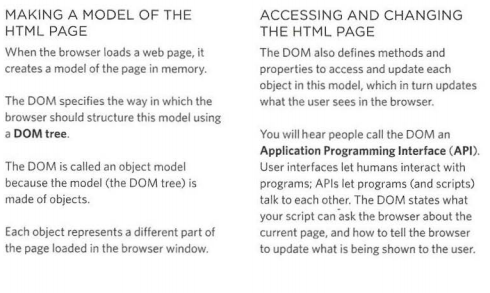 MAKING A MODEL OF THE
HTML PAGE
When the browser loads a web page, it
creates a model of the page in memory.
The DOM specifies the way in which the
browser should structure this model using
a DOM tree.
The DOM is called an object model
because the model (the DOM tree) is
made of objects.
Each object represents a different part of
the page loaded in the browser window.
ACCESSING AND CHANGING
THE HTML PAGE
The DOM also defines methods and
properties to access and update each
object in this model, which in turn updates
what the user sees in the browser.
You will hear people call the DOM an
Application Programming Interface (API).
User interfaces let humans interact with
programs; APIs let programs (and scripts)
talk to each other. The DOM states what
your script can ask the browser about the
current page, and how to tell the browser
to update what is being shown to the user.